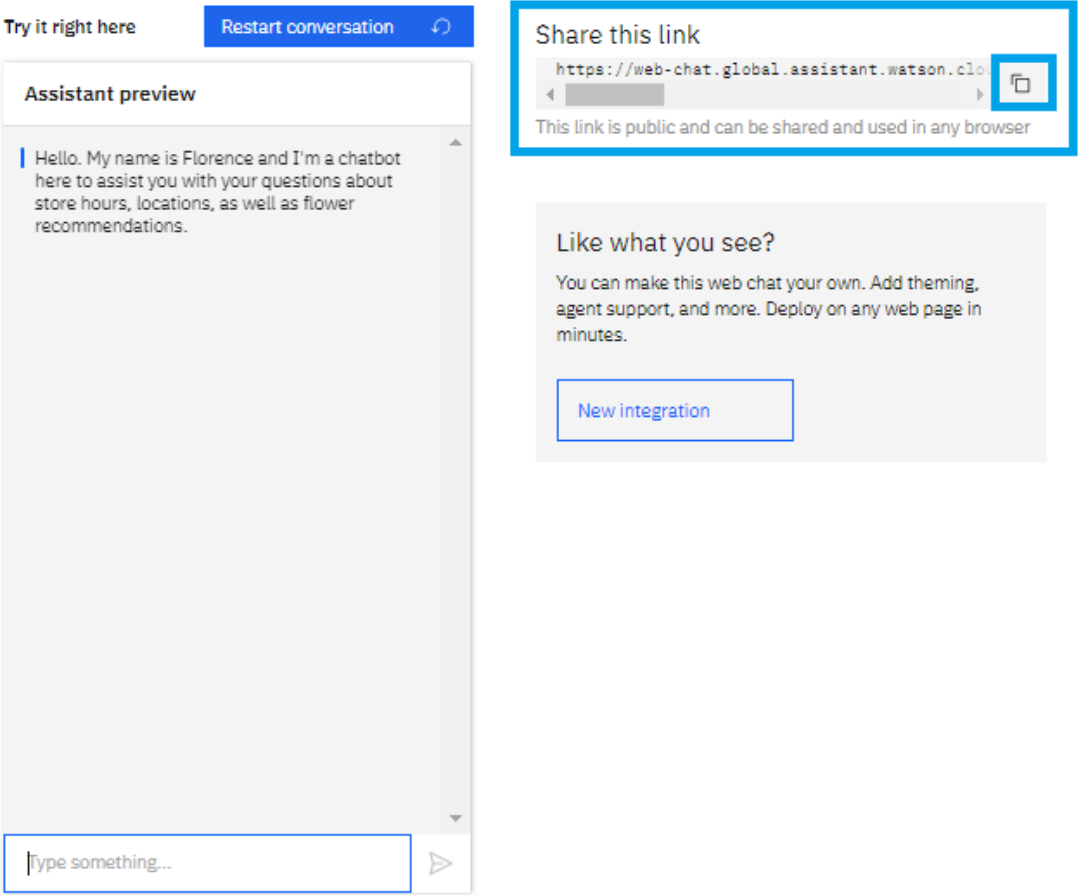 Try it right here
Restart conversation
Assistant preview
Hello. My name is Florence and I'm a chatbot
here to assist you with your questions about
store hours, locations, as well as flower
recommendations.
Type something...
Share this link
https://web-chat.global.assistant.watson.clo
This link is public and can be shared and used in any browser
Like what you see?
You can make this web chat your own. Add theming,
agent support, and more. Deploy on any web page in
minutes.
New integration